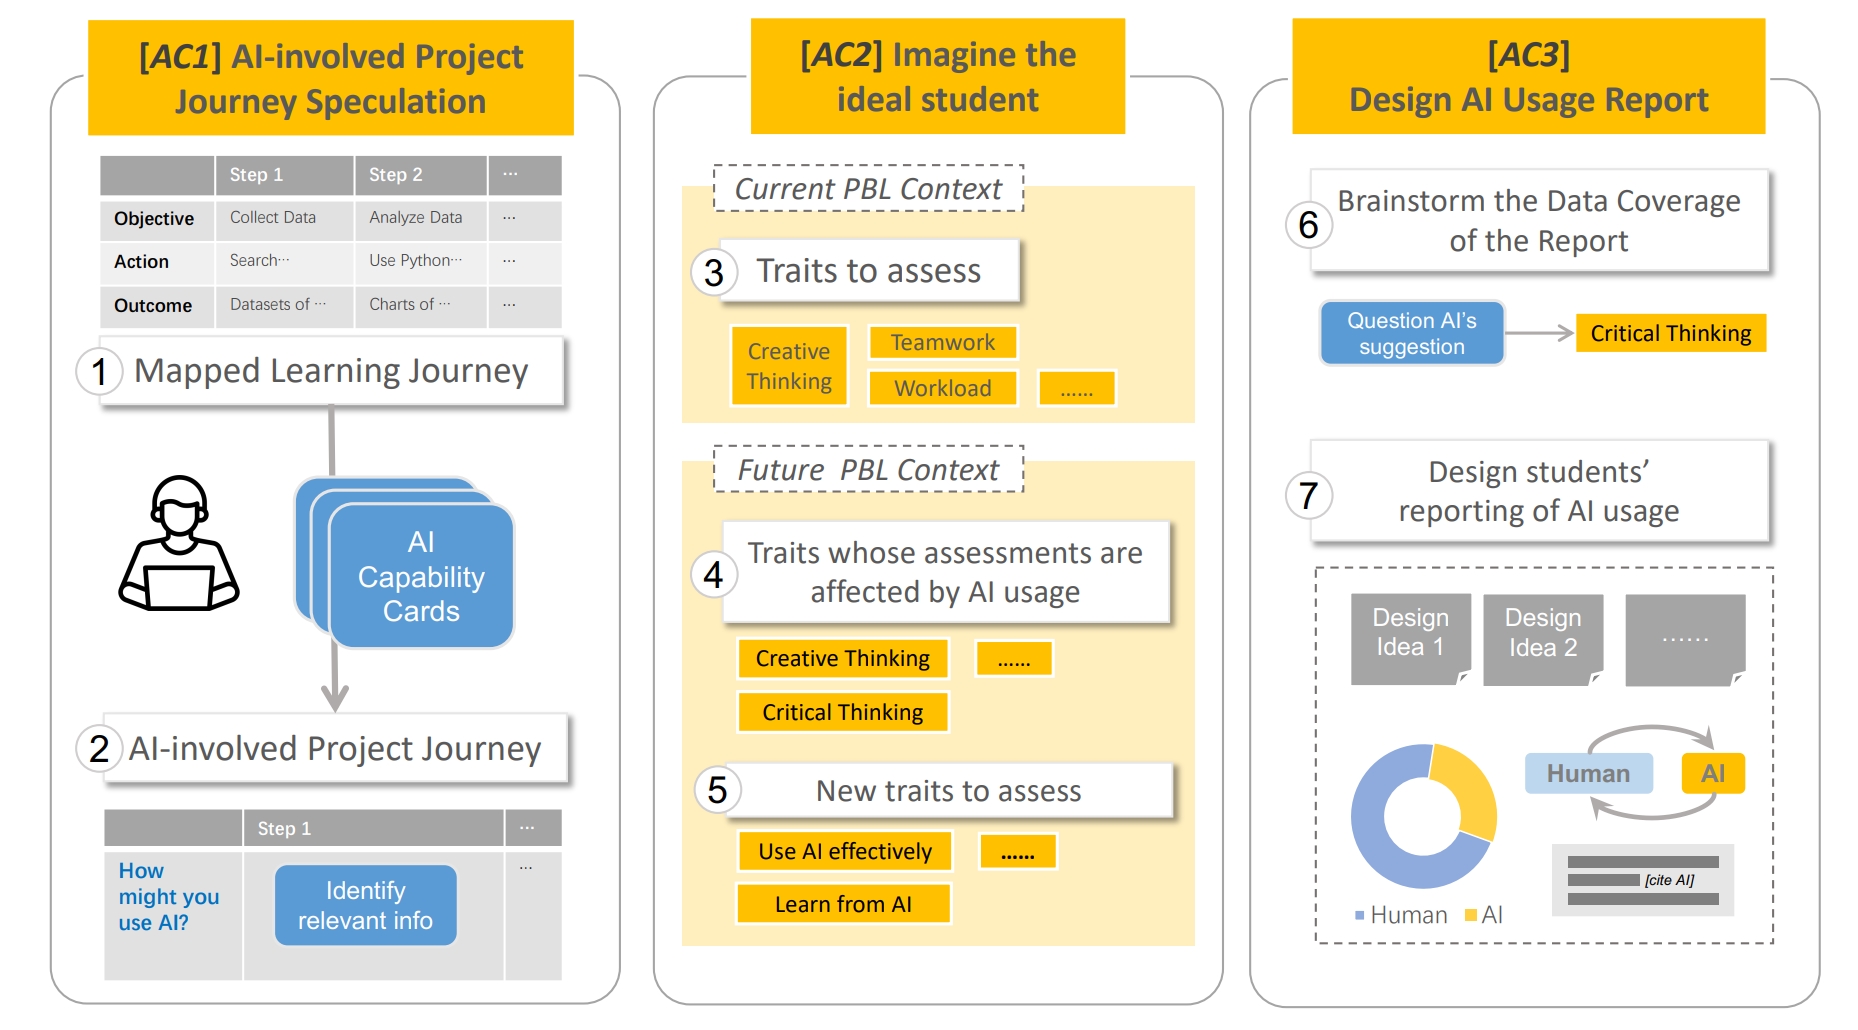 [AC1] AI-involved Project
Journey Speculation
Step 1
Step 2
...
Objective
Collect Data
Analyze Data
...
Action
Search...
Use Python...
...
Outcome
Datasets of ...
Charts of ...
...
1
Mapped Learning Journey
AI
Capability
Cards
2
AI-involved Project Journey
Step 1
...
How
might you
use AI?
Identify
relevant info
...
[AC2] Imagine the
ideal student
Current PBL Context
3
Traits to assess
Creative
Thinking
Teamwork
Workload
......
Future PBL Context
4
Traits whose assessments are
affected by AI usage
Creative Thinking
......
Critical Thinking
5
New traits to assess
Use AI effectively
......
Learn from AI
[AC3]
Design AI Usage Report
6
Brainstorm the Data Coverage
of the Report
Question AI's
suggestion
Critical Thinking
7
Design students'
reporting of AI usage
Design
Idea 1
Design
Idea 2
......
Human
AI
Human
AI
[cite AI]